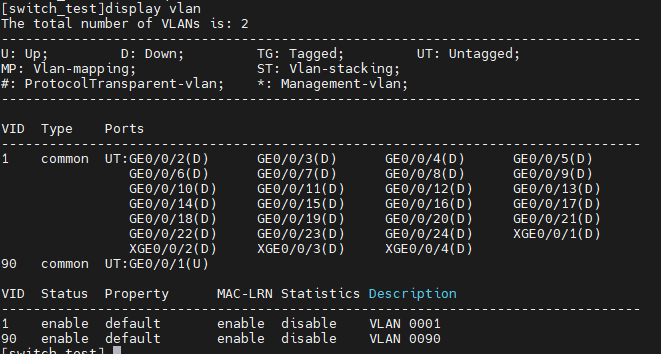 [switch_test]display vlan
The total number of VLANs is: 2
--------------------------------------------------------------------------------
U: Up;         D: Down;         TG: Tagged;         UT: Untagged;
MP: Vlan-mapping;               ST: Vlan-stacking;
#: ProtocolTransparent-vlan;    *: Management-vlan;
--------------------------------------------------------------------------------
VID  Type    Ports
--------------------------------------------------------------------------------
1    common  UT:GE0/0/2(D)      GE0/0/3(D)      GE0/0/4(D)      GE0/0/5(D)
                GE0/0/6(D)      GE0/0/7(D)      GE0/0/8(D)      GE0/0/9(D)
                GE0/0/10(D)     GE0/0/11(D)     GE0/0/12(D)     GE0/0/13(D)
                GE0/0/14(D)     GE0/0/15(D)     GE0/0/16(D)     GE0/0/17(D)
                GE0/0/18(D)     GE0/0/19(D)     GE0/0/20(D)     GE0/0/21(D)
                GE0/0/22(D)     GE0/0/23(D)     GE0/0/24(D)     XGE0/0/1(D)
                XGE0/0/2(D)     XGE0/0/3(D)     XGE0/0/4(D)
90   common  UT:GE0/0/1(U)
VID  Status  Property      MAC-LRN Statistics Description
--------------------------------------------------------------------------------
1    enable  default       enable  disable    VLAN 0001
90   enable  default       enable  disable    VLAN 0090
[switch_test]